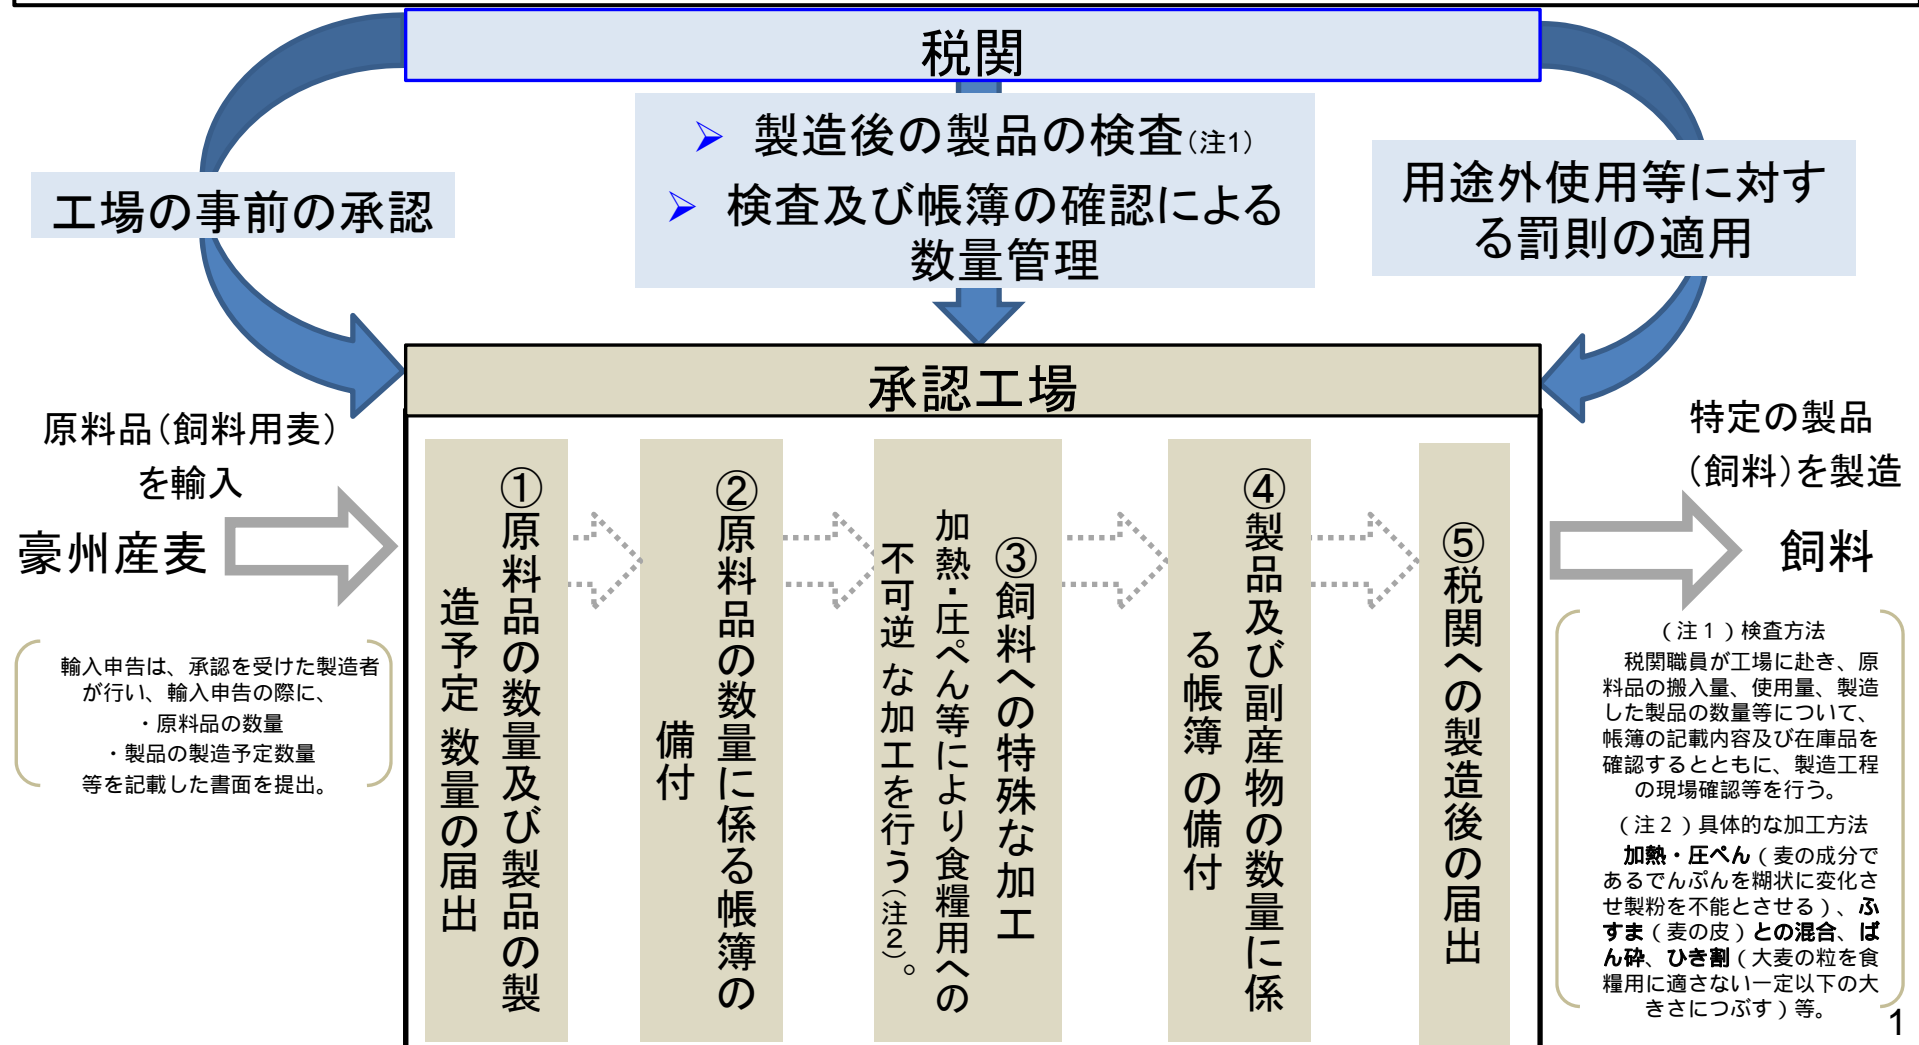 税関
➢ 製造後の製品の検査(注1)
➢ 検査及び帳簿の確認による
数量管理
工場の事前の承認
用途外使用等に対す
る罰則の適用
承認工場
原料品(飼料用麦)
を輸入
豪州産麦
輸入申告は、承認を受けた製造者
が行い、輸入申告の際に、
・原料品の数量
・製品の製造予定数量
等を記載した書面を提出。
①原料品の数量及び製品の製
造予定 数量の届出
②原料品の数量に係る帳簿の
備付
③飼料への特殊な加工
加熱・圧ぺん等により食糧用への
不可逆 な加工を行う(注2)。
④製品及び副産物の数量に係
る帳簿 の備付
⑤税関への製造後の届出
特定の製品
(飼料)を製造
飼料
(注1)検査方法
税関職員が工場に赴き、原
料品の搬入量、使用量、製造
した製品の数量等について、
帳簿の記載内容及び在庫品を
確認するとともに、製造工程
の現場確認等を行う。
(注2)具体的な加工方法
加熱・圧ぺん(麦の成分で
あるでんぷんを糊状に変化さ
せ製粉を不能とさせる)、ふ
すま(麦の皮)との混合、ば
ん砕、ひき割(大麦の粒を食
糧用に適さない一定以下の大
きさにつぶす)等。
1